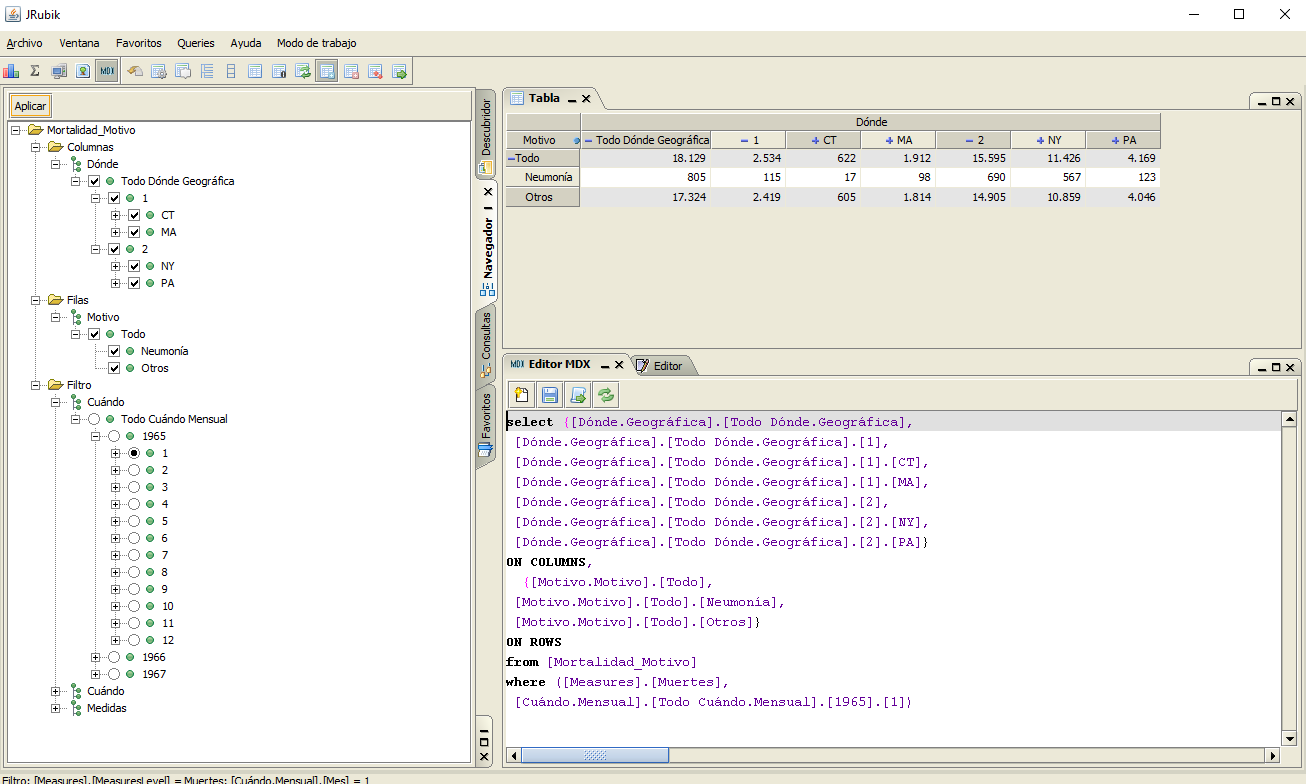 JRubik
Archivo Ventana Favoritos Queries Ayuda Modo de trabajo
Σ MDX
Aplicar
Mortalidad_Motivo
Columnas
Dónde
Todo Dónde Geográfica
1
CT
MA
2
NY
PA
Filas
Motivo
Todo
Neumonía
Otros
Filtro
Cuándo
Todo Cuándo Mensual
1965
1
2
3
4
5
6
7
8
9
10
11
12
1966
1967
Cuándo
Medidas
Descubridor
Navegador
Consultas
Favoritos
Tabla
Dónde
Motivo Todo Dónde Geográfica 1 CT MA 2 NY PA
Todo 18.129 2.534 622 1.912 15.595 11.426 4.169
Neumonía 805 115 17 98 690 567 123
Otros 17.324 2.419 605 1.814 14.905 10.859 4.046
MDX Editor MDX Editor
select {[Dónde.Geográfica].[Todo Dónde.Geográfica],
[Dónde.Geográfica].[Todo Dónde.Geográfica].[1],
[Dónde.Geográfica].[Todo Dónde.Geográfica].[1].[CT],
[Dónde.Geográfica].[Todo Dónde.Geográfica].[1].[MA],
[Dónde.Geográfica].[Todo Dónde.Geográfica].[2],
[Dónde.Geográfica].[Todo Dónde.Geográfica].[2].[NY],
[Dónde.Geográfica].[Todo Dónde.Geográfica].[2].[PA]}
ON COLUMNS,
{[Motivo.Motivo].[Todo],
[Motivo.Motivo].[Todo].[Neumonía],
[Motivo.Motivo].[Todo].[Otros]}
ON ROWS
from [Mortalidad_Motivo]
where ([Measures].[Muertes],
[Cuándo.Mensual].[Todo Cuándo.Mensual].[1965].[1])
Filtro: [Measures].[MeasuresLevel] = Muertes; [Cuándo.Mensual].[Mes] = 1